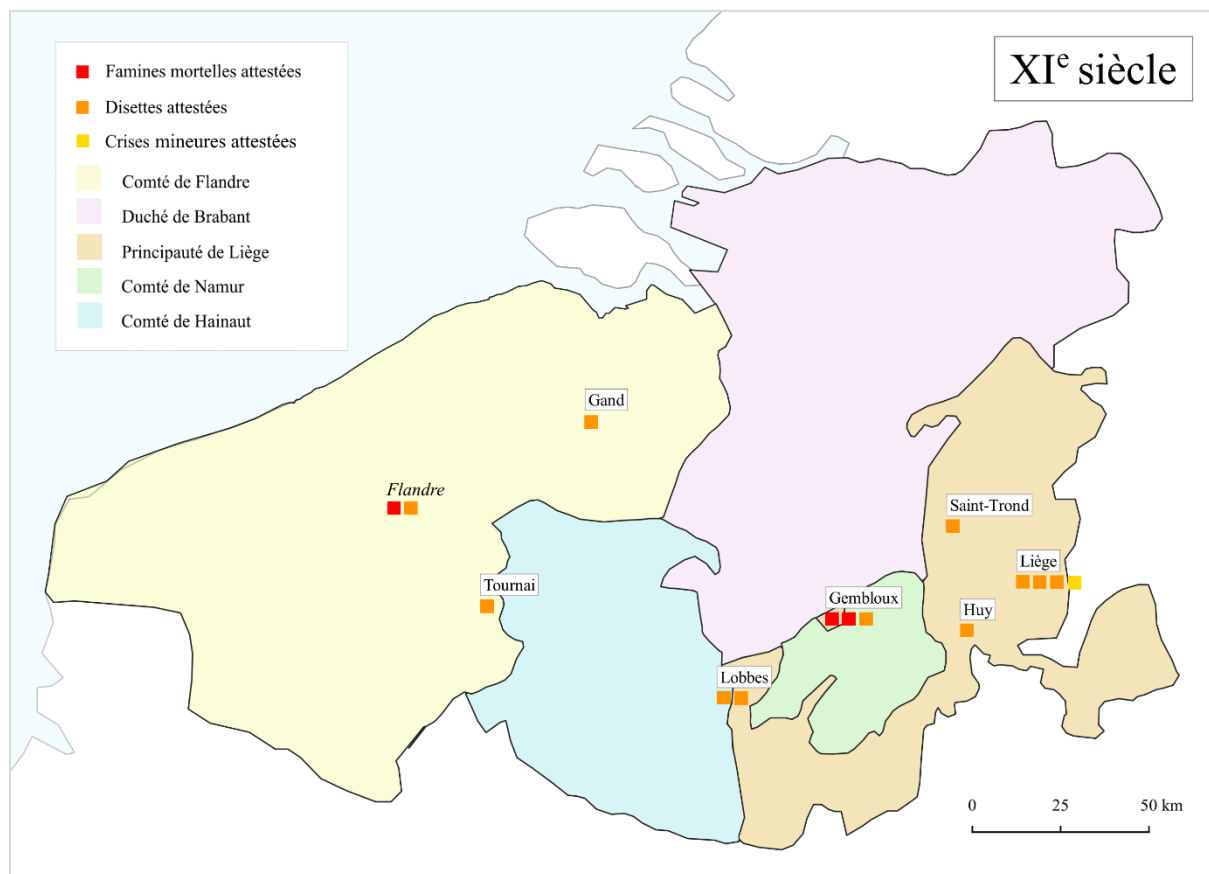 XIe siècle
Famines mortelles attestées
Disettes attestées
Crises mineures attestées
Comté de Flandre
Duché de Brabant
Principauté de Liège
Comté de Namur
Comté de Hainaut
Gand
Flandre
Saint-Trond
Liège
Tournai
Gembloux
Huy
Lobbes
0 25 50 km